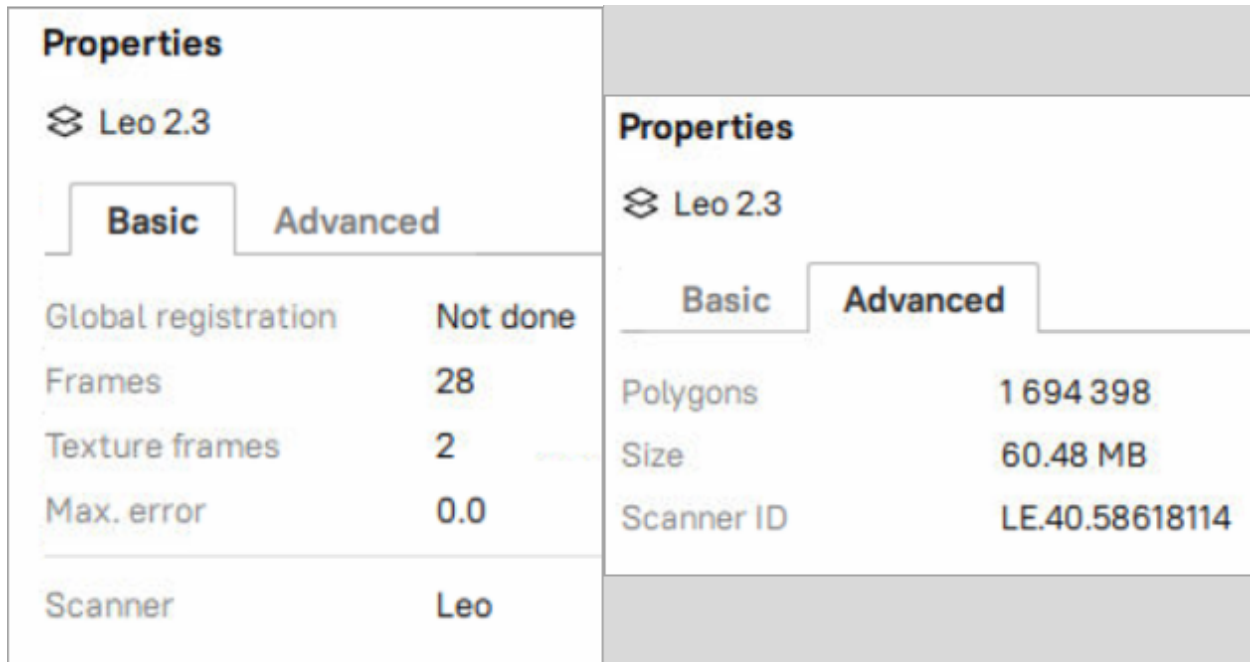 Properties
Leo 2.3
Basic Advanced
Global registration Not done
Frames 28
Texture frames 2
Max. error 0.0
Scanner Leo
Properties
Leo 2.3
Basic Advanced
Polygons 1 694 398
Size 60.48 MB
Scanner ID LE.40.58618114